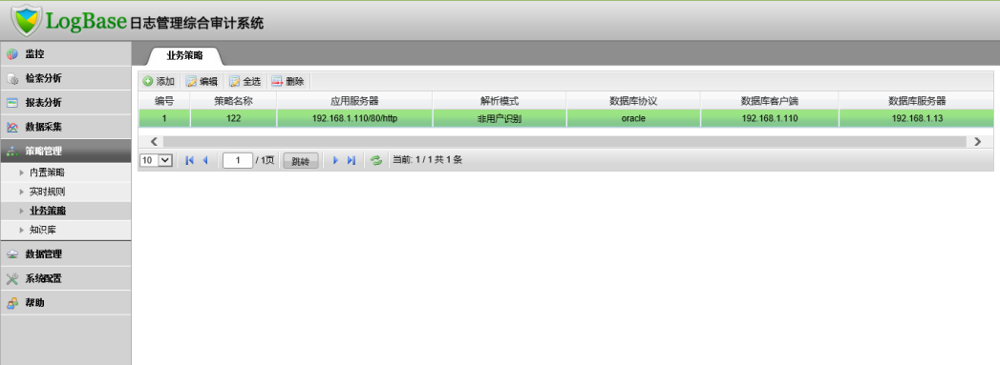 LogBase日志管理综合审计系统
监控
检索分析
报表分析
数据采集
策略管理
内置策略
实时规则
业务策略
知识库
数据管理
系统配置
帮助
业务策略
添加 编辑 全选 删除
编号 策略名称 应用服务器 解析模式 数据库协议 数据库客户端 数据库服务器
1 122 192.168.1.110/80/http 非用户识别 oracle 192.168.1.110 192.168.1.13
10 1 / 1页 跳转 当前: 1 / 1 共 1 条